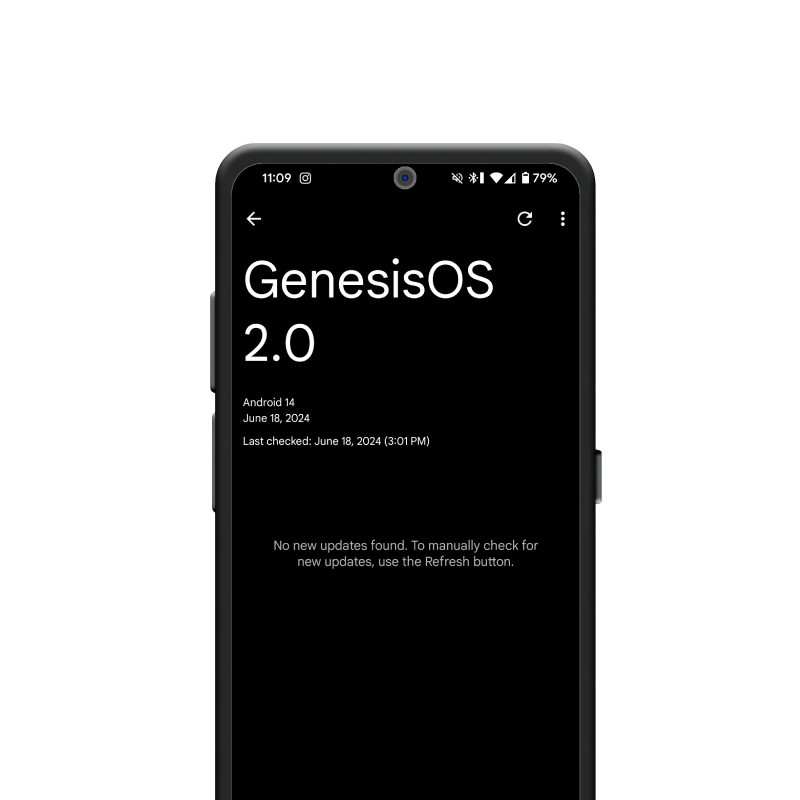 11:09 79%
GenesisOS
2.0
Android 14
June 18, 2024
Last checked: June 18, 2024 (3:01 PM)
No new updates found. To manually check for
new updates, use the Refresh button.